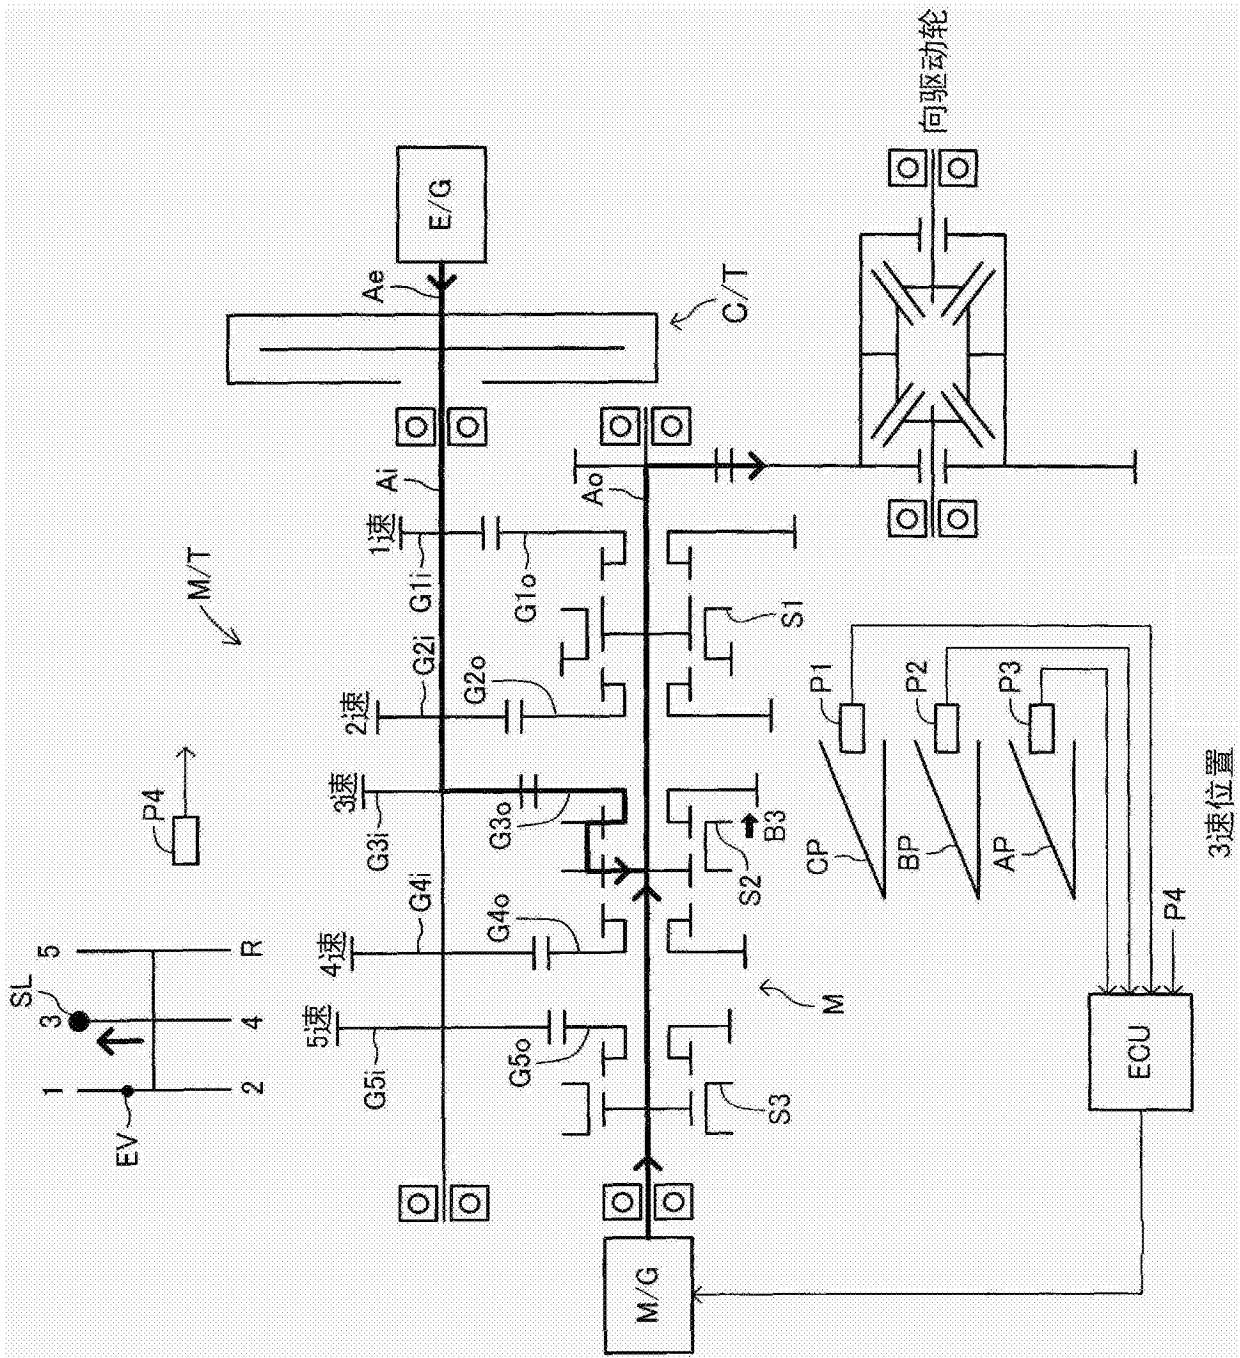 EV
1
2
SL
3
4
5
R
P4
M/T
5速
4速
3速
2速
1速
G5i
G4i
G3i
G2i
G1i
Ai
Ae
E/G
C/T
G5o
G4o
G3o
G2o
G1o
Ao
M/G
S3
M
S2
B3
S1
CP
P1
BP
P2
AP
P3
P4
ECU
向驱动轮
3速位置